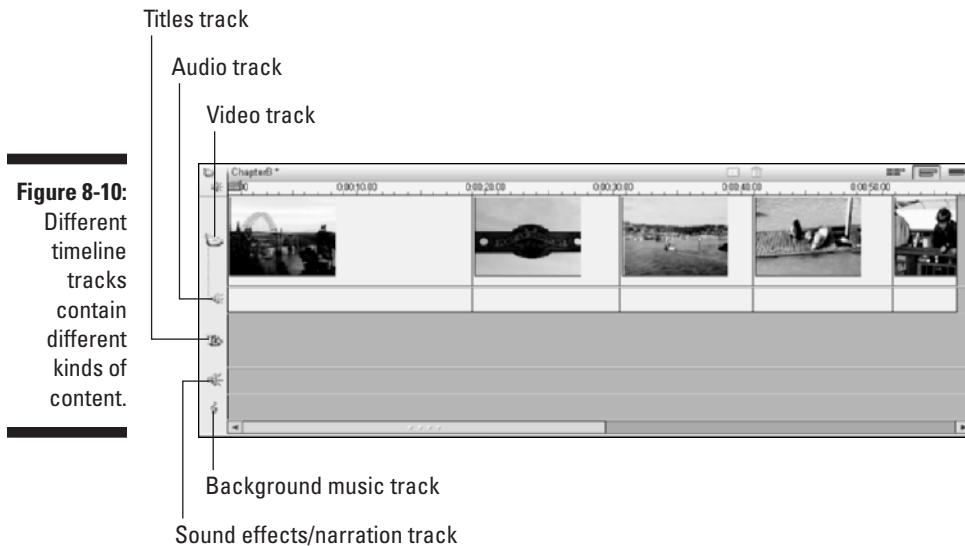 Titles track
Audio track
Video track
Figure 8-10:
Different
timeline
tracks
contain
different
kinds of
content.
Chapter8 *
0:00:10.00 0:00:20.00 0:00:30.00 0:00:40.00 0:00:50.00
Background music track
Sound effects/narration track